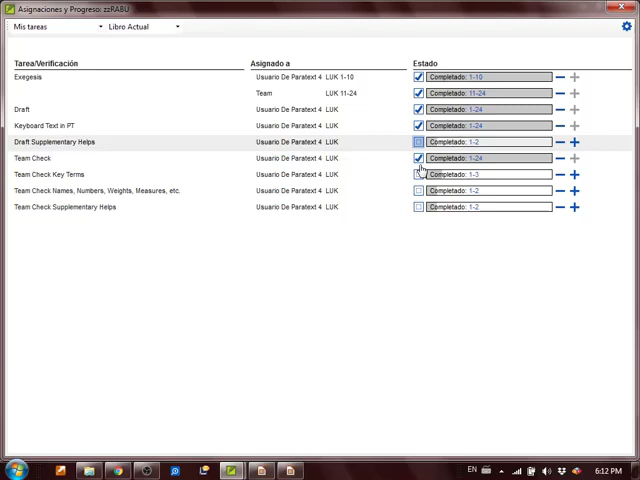 Asignaciones y Progreso: zzRABU
Mis tareas Libro Actual
Tarea/Verificación Asignado a Estado
Exegesis Usuario De Paratext 4 LUK 1-10 Completado: 1-10
Team LUK 11-24 Completado: 11-24
Draft Usuario De Paratext 4 LUK Completado: 1-24
Keyboard Text in PT Usuario De Paratext 4 LUK Completado: 1-24
Draft Supplementary Helps Usuario De Paratext 4 LUK Completado: 1-2
Team Check Usuario De Paratext 4 LUK Completado: 1-24
Team Check Key Terms Usuario De Paratext 4 LUK Completado: 1-3
Team Check Names, Numbers, Weights, Measures, etc. Usuario De Paratext 4 LUK Completado: 1-2
Team Check Supplementary Helps Usuario De Paratext 4 LUK Completado: 1-2
EN 6:12 PM